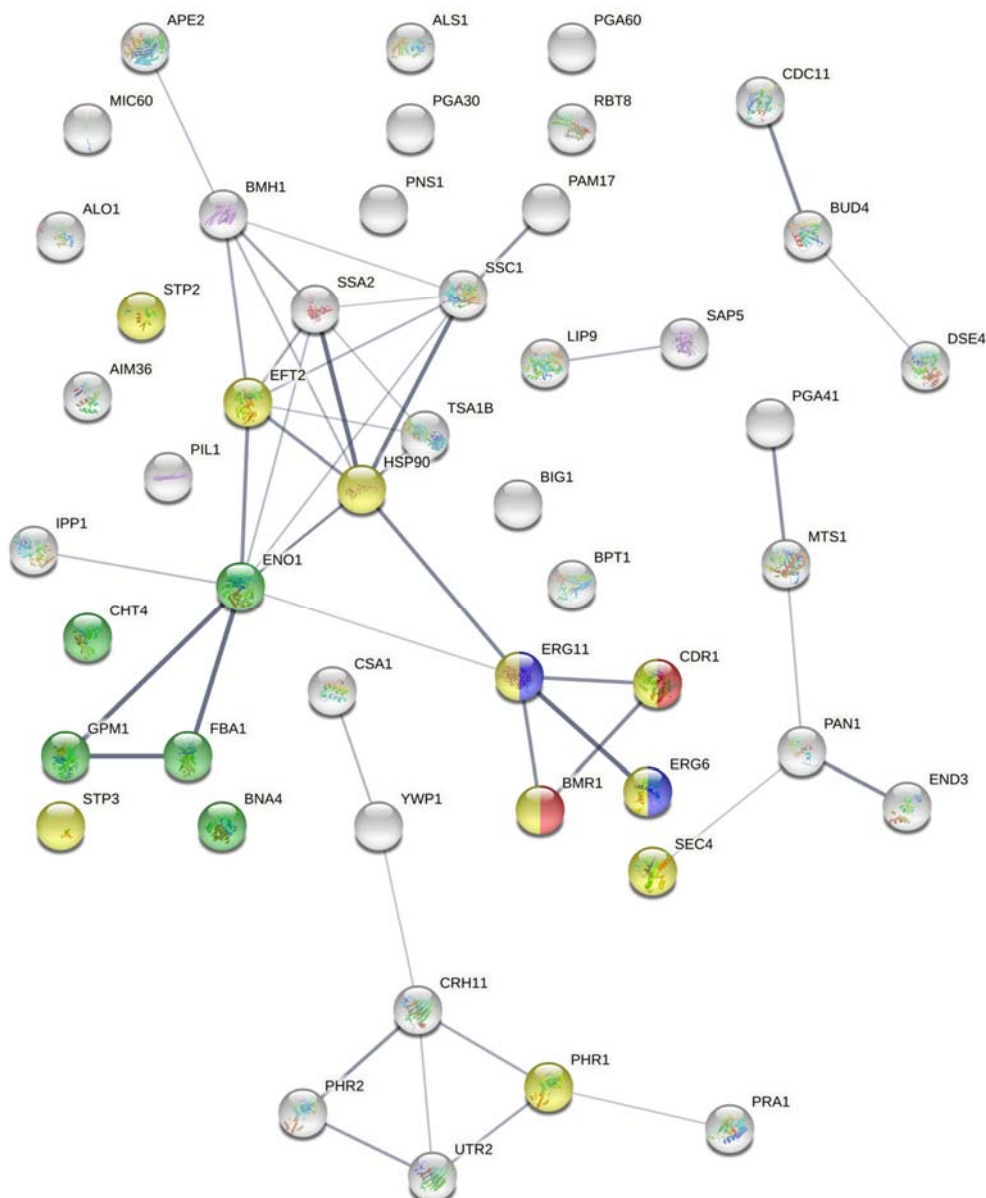 APE2
ALS1
PGA60
CDC11
MIC60
PGA30
RBT8
BMH1
PNS1
PAM17
ALO1
BUD4
SSA2
SSC1
STP2
SAP5
LIP9
DSE4
AIM36
EFT2
TSA1B
PGA41
PIL1
HSP90
BIG1
IPP1
MTS1
ENO1
BPT1
CHT4
ERG11
CDR1
CSA1
GPM1
FBA1
PAN1
ERG6
END3
STP3
BNA4
YWP1
BMR1
SEC4
CRH11
PHR1
PHR2
PRA1
UTR2